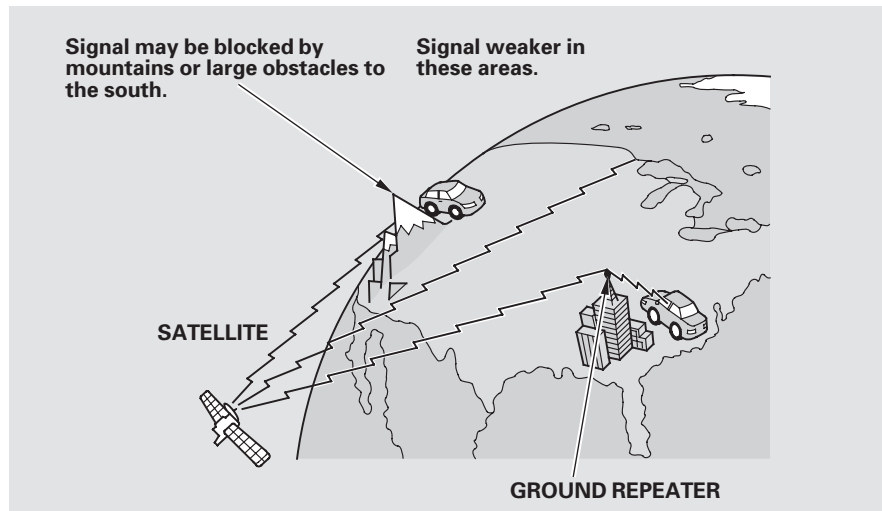 Signal may be blocked by
mountains or large obstacles to
the south.
Signal weaker in
these areas.
SATELLITE
GROUND REPEATER